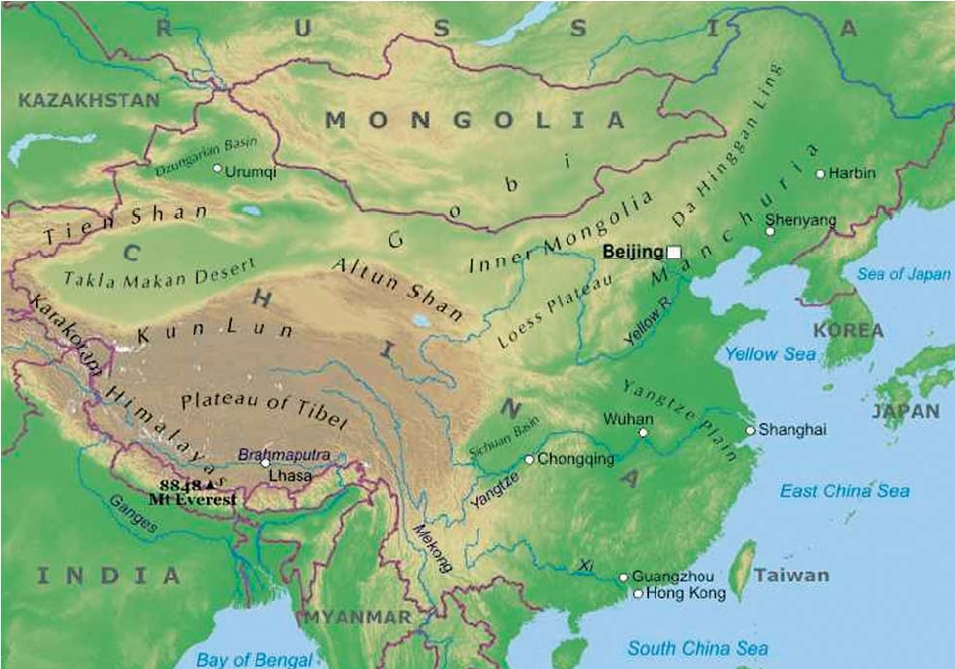 RUSSIA
KAZAKHSTAN
MONGOLIA
Dzungarian Basin
Urumqi
Da Hinggan Ling
Manchuria
Harbin
Shenyang
Gobi
Inner Mongolia
Beijing
Tien Shan
Takla Makan Desert
Altun Shan
Loess Plateau
Yellow R
Sea of Japan
KOREA
Yellow Sea
Karakoram
Kun Lun
CHINA
Plateau of Tibet
Himalayas
Sichuan Basin
Wuhan
Yangtze Plain
JAPAN
Shanghai
Chongqing
Brahmaputra
Lhasa
8848
Mt Everest
Yangtze
East China Sea
Ganges
Mekong
Xi
INDIA
Guangzhou
Hong Kong
Taiwan
MYANMAR
Bay of Bengal
South China Sea